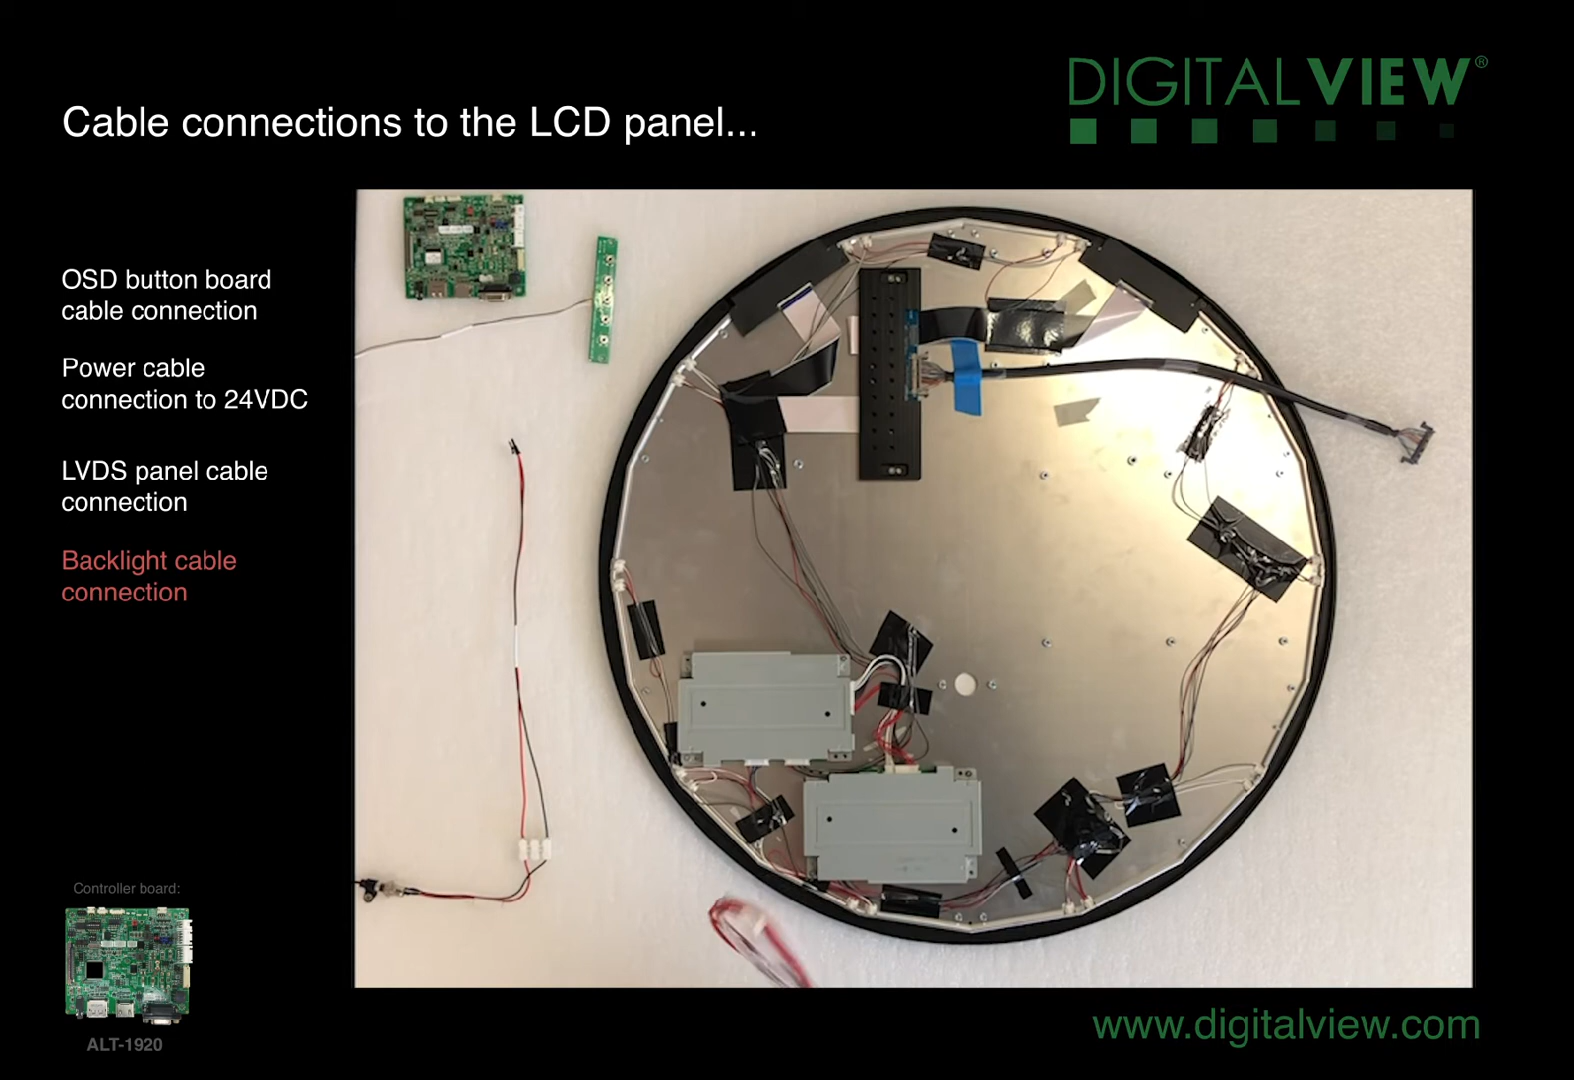 DIGITALVIEW®
Cable connections to the LCD panel...
OSD button board
cable connection
Power cable
connection to 24VDC
LVDS panel cable
connection
Backlight cable
connection
Controller board:
ALT-1920
www.digitalview.com